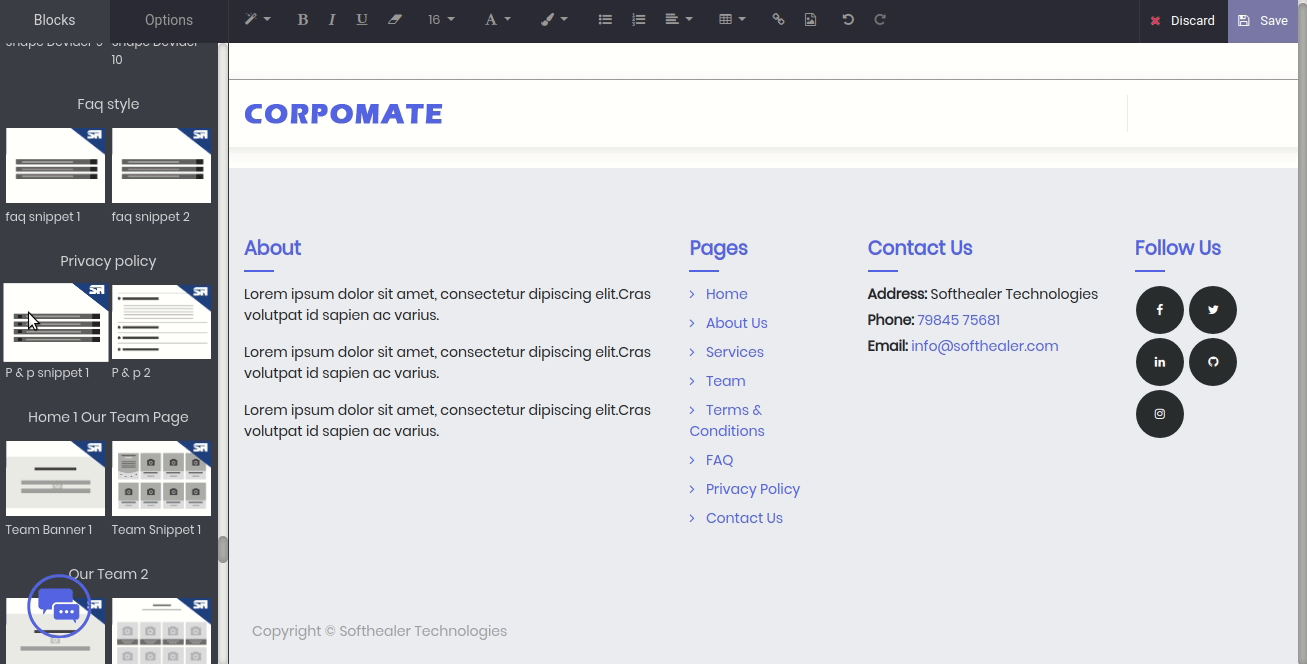 Blocks
Options
B I U
16
A
Discard
Save
10
Faq style
faq snippet 1
faq snippet 2
Privacy policy
P & p snippet 1
P & p 2
Home 1 Our Team Page
Team Banner 1
Team Snippet 1
Our Team 2
CORPOMATE
About
Lorem ipsum dolor sit amet, consectetur dipiscing elit.Cras
volutpat id sapien ac varius.
Lorem ipsum dolor sit amet, consectetur dipiscing elit.Cras
volutpat id sapien ac varius.
Lorem ipsum dolor sit amet, consectetur dipiscing elit.Cras
volutpat id sapien ac varius.
Pages
Home
About Us
Services
Team
Terms &
Conditions
FAQ
Privacy Policy
Contact Us
Contact Us
Address: Softhealer Technologies
Phone: 79845 75681
Email: info@softhealer.com
Follow Us
Copyright © Softhealer Technologies